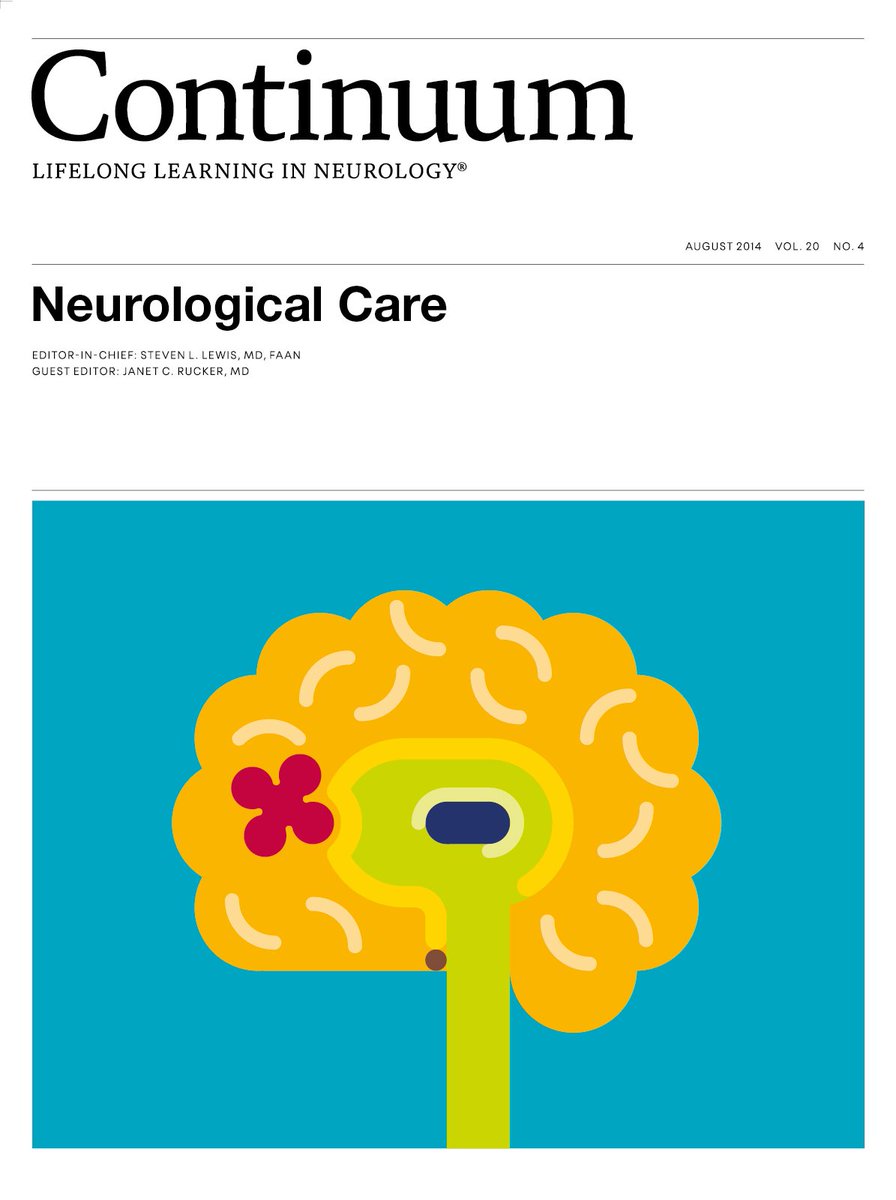 Continuum
LIFELONG LEARNING IN NEUROLOGY®
AUGUST 2014 VOL. 20 NO. 4
Neurological Care
EDITOR-IN-CHIEF: STEVEN L. LEWIS, MD, FAAN
GUEST EDITOR: JANET C. RUCKER, MD